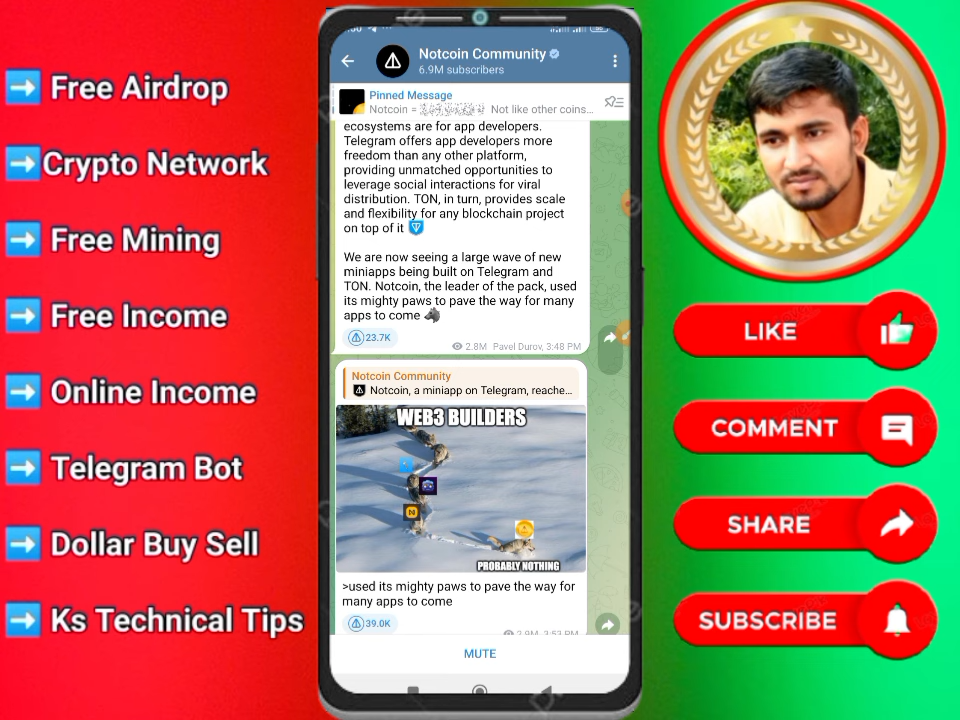 Free Airdrop
Crypto Network
Free Mining
Free Income
Online Income
Telegram Bot
Dollar Buy Sell
Ks Technical Tips
Notcoin Community
6.9M subscribers
Pinned Message
Notcoin = Not like other coins...
ecosystems are for app developers.
Telegram offers app developers more
freedom than any other platform,
providing unmatched opportunities to
leverage social interactions for viral
distribution. TON, in turn, provides scale
and flexibility for any blockchain project
on top of it
We are now seeing a large wave of new
miniapps being built on Telegram and
TON. Notcoin, the leader of the pack, used
its mighty paws to pave the way for many
apps to come
23.7K
2.8M Pavel Durov, 3:48 PM
Notcoin Community
Notcoin, a miniapp on Telegram, reache...
WEB3 BUILDERS
PROBABLY NOTHING
>used its mighty paws to pave the way for
many apps to come
39.0K
MUTE
LIKE
COMMENT
SHARE
SUBSCRIBE